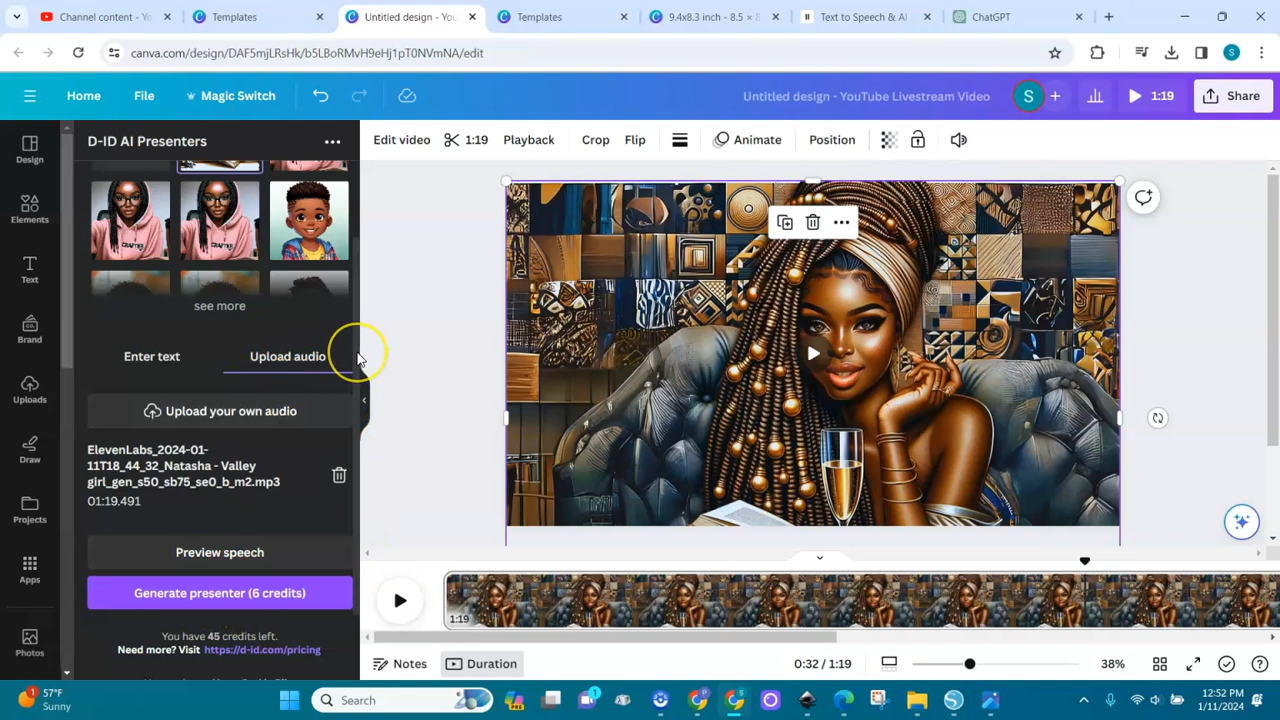 Channel content - Yo
Templates
Untitled design - YouT
Templates
9.4x8.3 inch - 8.5 × 8
Text to Speech & AI
ChatGPT
canva.com/design/DAF5mjLRsHk/b5LBoRMvH9eHj1pT0NVmNA/edit
S
Home
File
Magic Switch
Untitled design - YouTube Livestream Video
S
1:19
Share
Design
Elements
Text
Brand
Uploads
Draw
Projects
Apps
Photos
D-ID AI Presenters
see more
Enter text
Upload audio
Upload your own audio
ElevenLabs_2024-01-
11T18_44_32_Natasha - Valley
girl_gen_s50_sb75_se0_b_m2.mp3
01:19.491
Preview speech
Generate presenter (6 credits)
You have 45 credits left.
Need more? Visit https://d-id.com/pricing
Edit video
1:19
Playback
Crop
Flip
Animate
Position
1:19
Notes
Duration
0:32 / 1:19
38%
57°F
Sunny
Search
12:52 PM
1/11/2024